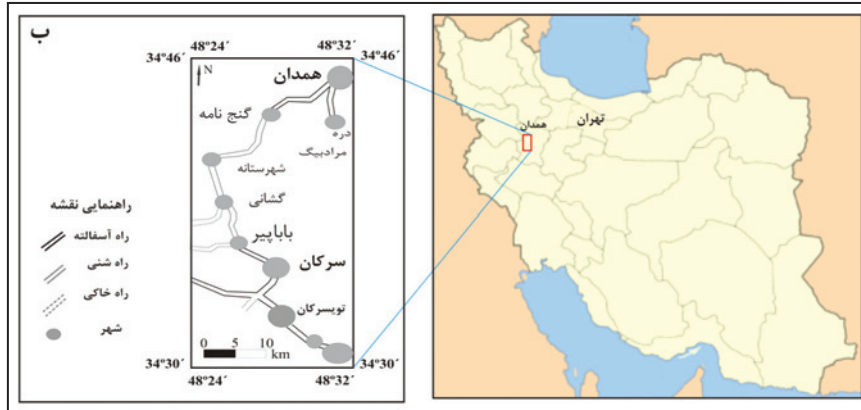 ب
48°24´
48°32´
34°46´
34°46´
N
همدان
گنج نامه
دره
مرادبیگ
شهرستانه
گشانی
باباپیر
سرکان
تویسرکان
0 5 10
km
34°30´
34°30´
48°24´
48°32´
راهنمایی نقشه
راه آسفالته
راه شنی
راه خاکی
شهر
همدان
تهران